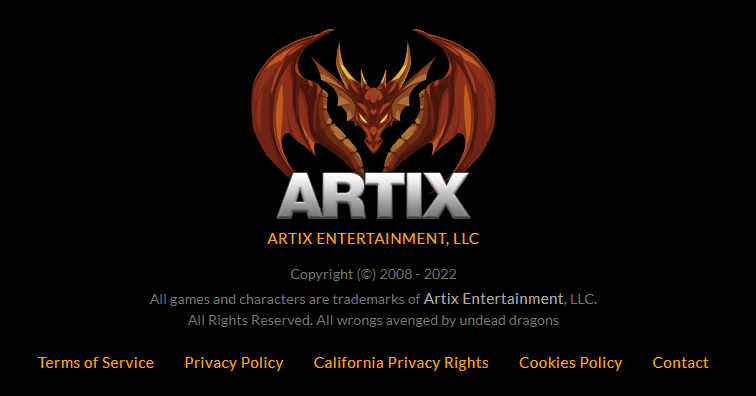 ARTIX
ARTIX ENTERTAINMENT, LLC
Copyright (©) 2008 - 2022
All games and characters are trademarks of Artix Entertainment, LLC.
All Rights Reserved. All wrongs avenged by undead dragons
Terms of Service Privacy Policy California Privacy Rights Cookies Policy Contact